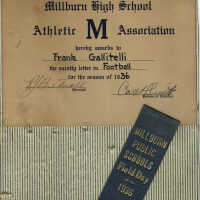 Millburn High School
Athletic M Association
hereby awards to
Frank Gallitelli
the varsity letter in Football
for the season of 1936
MILLBURN
PUBLIC
SCHOOLS
Field Day
1936